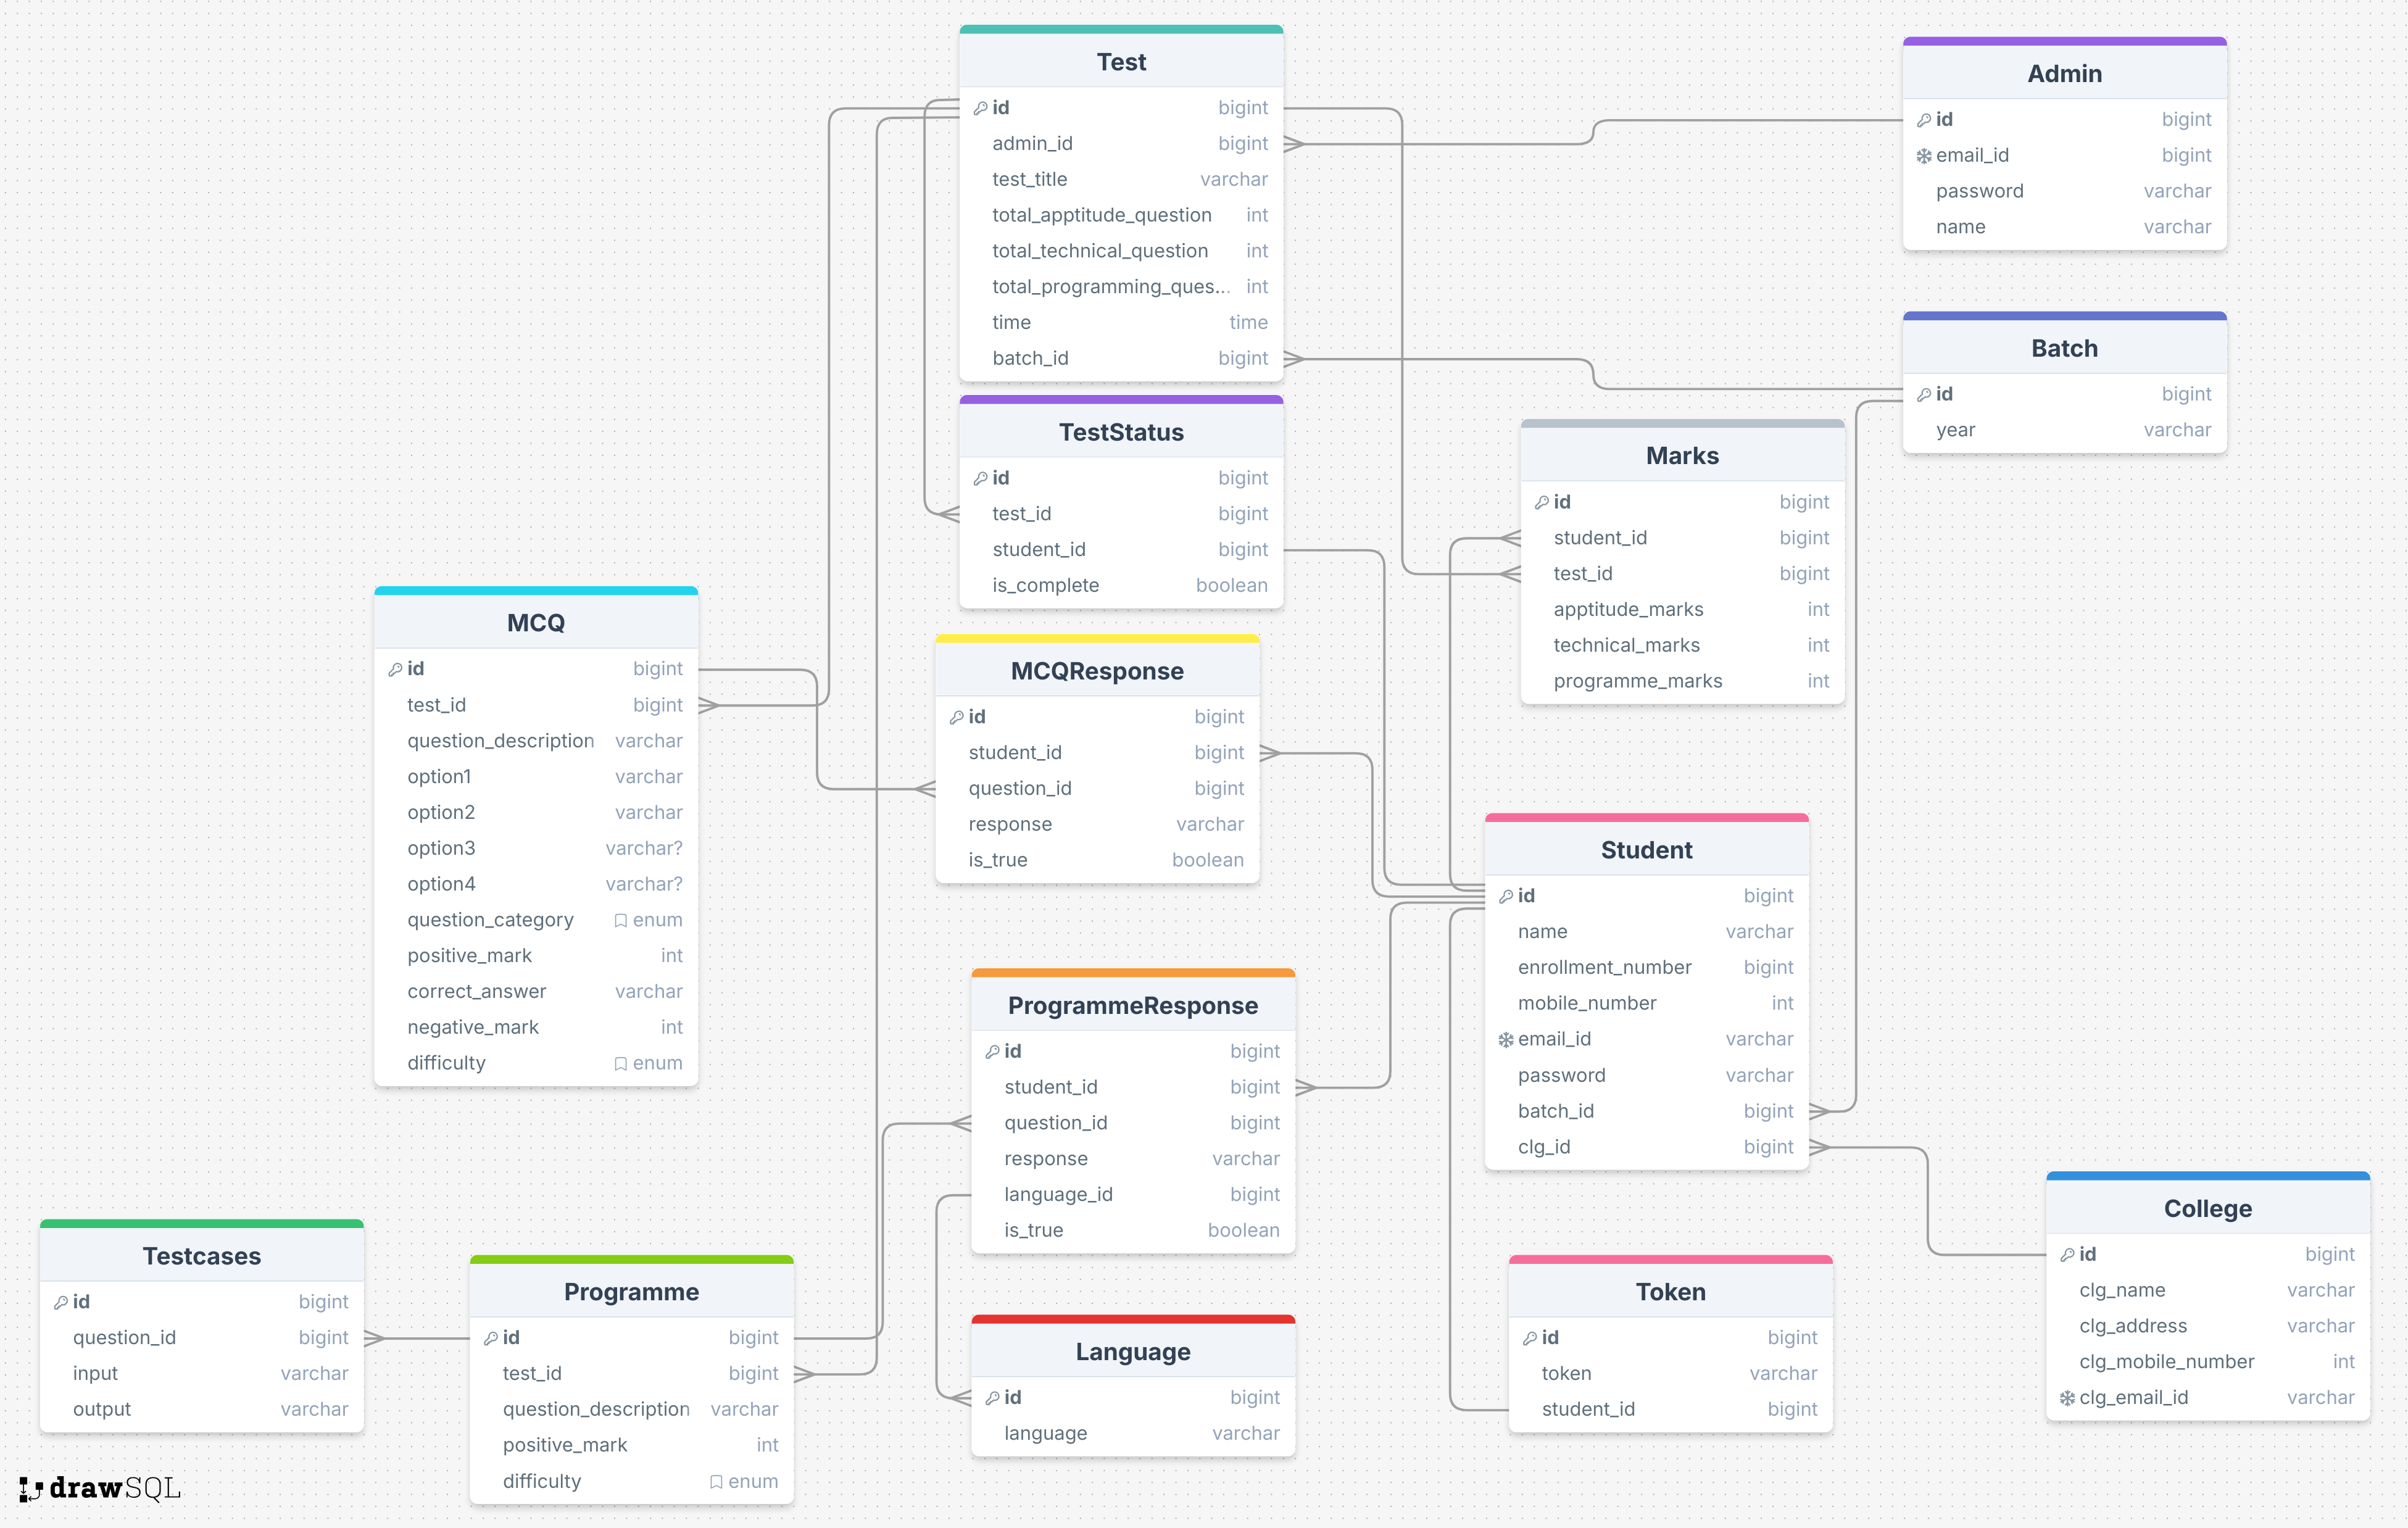 Test
id bigint
admin_id bigint
test_title varchar
total_apptitude_question int
total_technical_question int
total_programming_ques... int
time time
batch_id bigint
Admin
id bigint
email_id bigint
password varchar
name varchar
Batch
id bigint
year varchar
TestStatus
id bigint
test_id bigint
student_id bigint
is_complete boolean
Marks
id bigint
student_id bigint
test_id bigint
apptitude_marks int
technical_marks int
programme_marks int
MCQ
id bigint
test_id bigint
question_description varchar
option1 varchar
option2 varchar
option3 varchar?
option4 varchar?
question_category enum
positive_mark int
correct_answer varchar
negative_mark int
difficulty enum
MCQResponse
id bigint
student_id bigint
question_id bigint
response varchar
is_true boolean
Student
id bigint
name varchar
enrollment_number bigint
mobile_number int
email_id varchar
password varchar
batch_id bigint
clg_id bigint
ProgrammeResponse
id bigint
student_id bigint
question_id bigint
response varchar
language_id bigint
is_true boolean
College
id bigint
clg_name varchar
clg_address varchar
clg_mobile_number int
clg_email_id varchar
Testcases
id bigint
question_id bigint
input varchar
output varchar
Programme
id bigint
test_id bigint
question_description varchar
positive_mark int
difficulty enum
Language
id bigint
language varchar
Token
id bigint
token varchar
student_id bigint
drawSQL